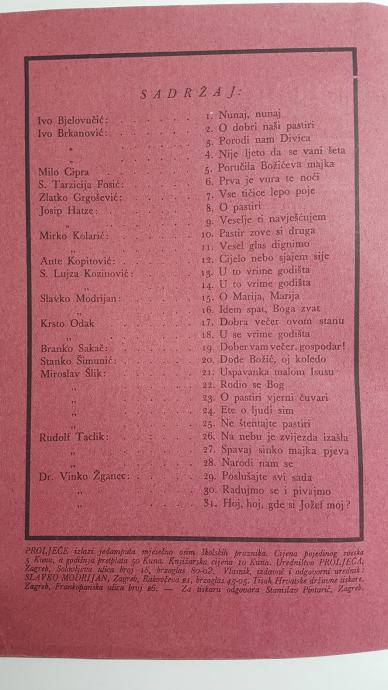 SADRŽAJ:
Ivo Bjelovučić: 1. Nunaj, nunaj
Ivo Brkanović: 2. O dobri naši pastiri
„ 3. Porodi nam Divica
„ 4. Nije ljeto da se vani šeta
Milo Cipra 5. Poručila Božićeva majka
S. Tarzicija Fosić: 6. Prva je vura te noći
Zlatko Grgošević: 7. Vse tičice lepo poje
Josip Hatze: 8. O pastiri
„ 9. Veselje ti navješćujem
Mirko Kolarić: 10. Pastir zove si druga
„ 11. Vesel glas dignimo
Ante Kopitović: 12. Cijelo nebo sjajem sije
S. Lujza Kozinović: 13. U to vrime godišta
„ 14. U to vrime godišta
Slavko Modrijan: 15. O Marija, Marija
„ 16. Idem spat, Boga zvat
Krsto Odak 17. Dobra večer ovom stanu
„ 18. U se vrime godišta
Branko Sakač: 19. Dober vam večer, gospodar!
Stanko Šimunić: 20. Dođe Božić, oj koledo
Miroslav Šlik: 21. Uspavanka malom Isusu
„ 22. Rodio se Bog
„ 23. O pastiri vjerni čuvari
„ 24. Ete o ljudi sim
„ 25. Ne štentajte pastiri
Rudolf Taclik: 26. Na nebu je zvijezda izašla
„ 27. Spavaj sinko majka pjeva
„ 28. Narodi nam se
Dr. Vinko Žganec: 29. Poslušajte svi sada
„ 30. Radujmo se i pivajmo
„ 31. Hoj, hoj, gde si Jožef moj?
PROLJEĆE izlazi jedamputa mjesečno osim školskih praznika. Cijena pojedinog sveska
5 Kuna, a godišnja pretplata 50 Kuna. Knjižarska cijena 10 Kuna. Uredništvo PROLJEĆA,
Zagreb, ulica broj 18, brzoglas 80-02. Vlasnik, izdavač i odgovorni urednik:
SLAVKO MODRIJAN, Zagreb, Bukovčeva 21, brzoglas 43-05. Tisak Hrvatske državne tiskare,
Zagreb, Frankopanska ulica broj 26. — Za tiskaru odgovara Stanislav Pintarić, Zagreb.